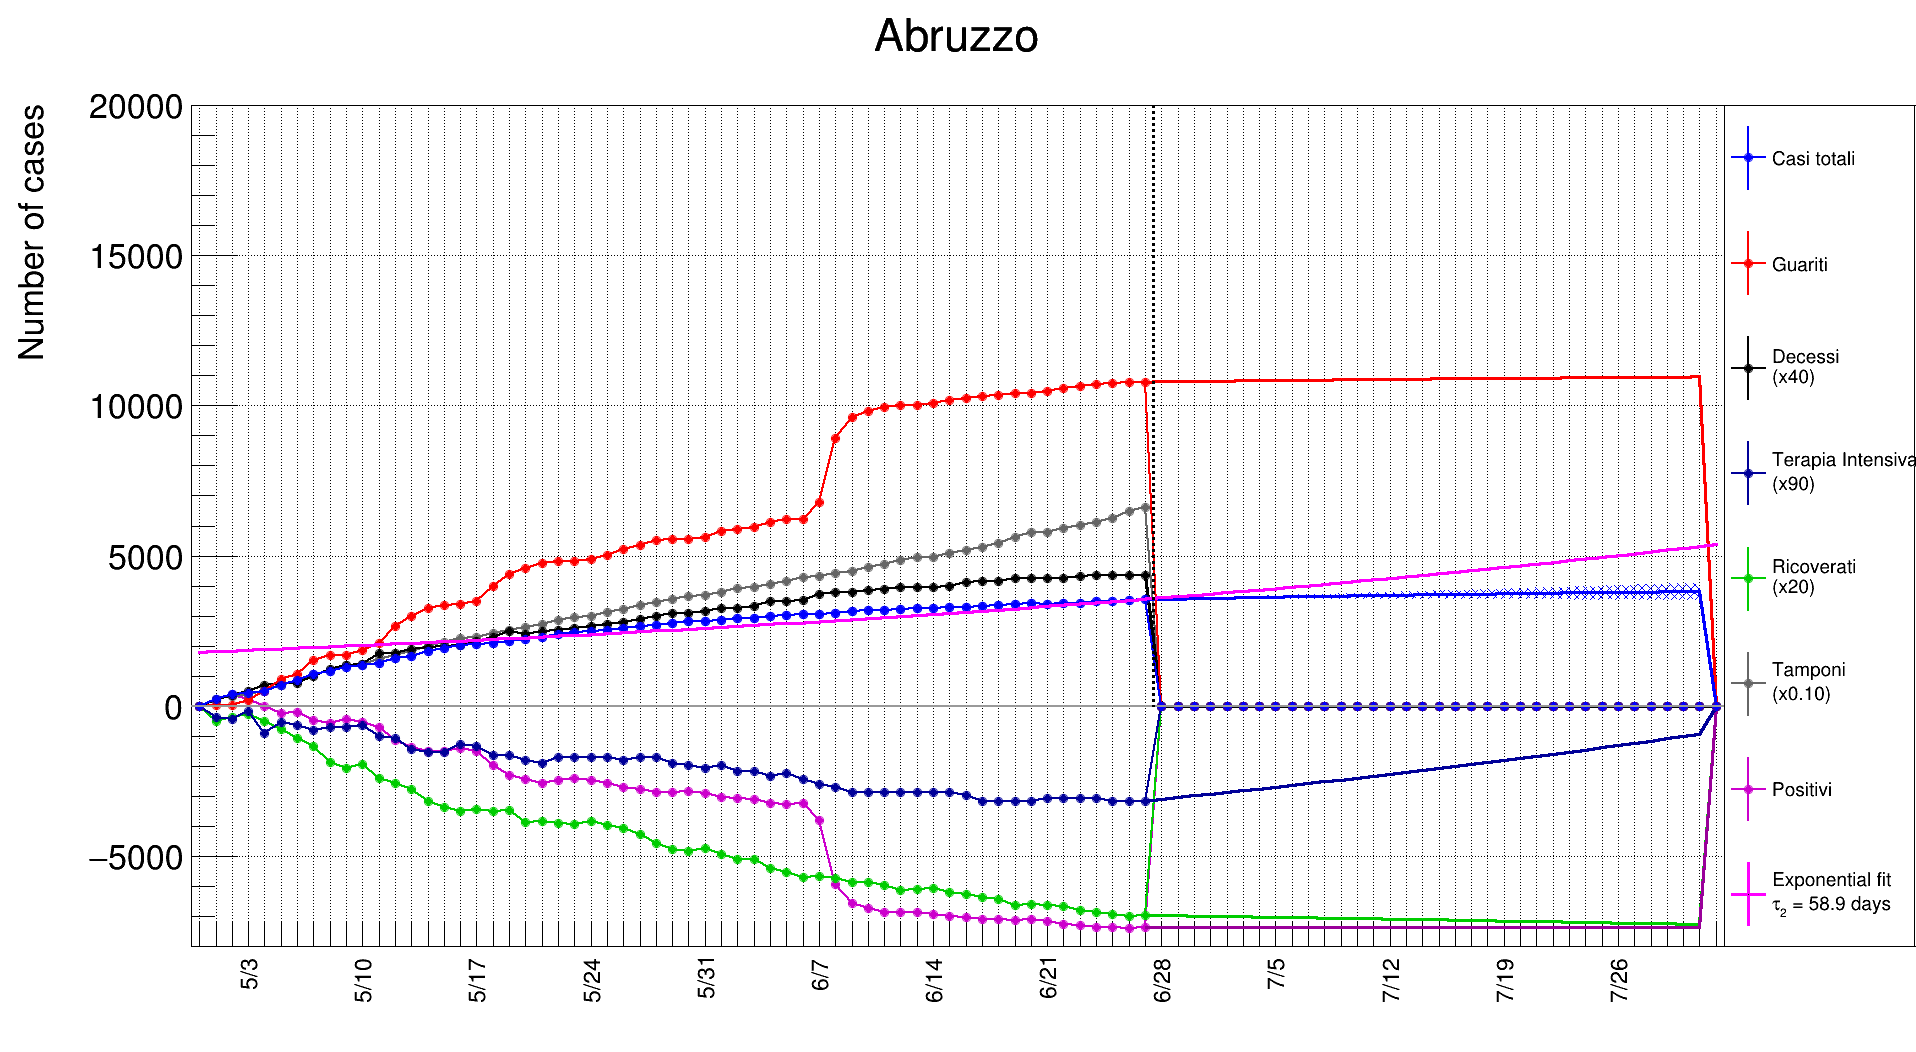 Abruzzo
Number of cases
20000
15000
10000
5000
0
−5000
5/3
5/10
5/17
5/24
5/31
6/7
6/14
6/21
6/28
7/5
7/12
7/19
7/26
Casi totali
Guariti
Decessi
(x40)
Terapia Intensiva
(x90)
Ricoverati
(x20)
Tamponi
(x0.10)
Positivi
Exponential fit
τ2 = 58.9 days